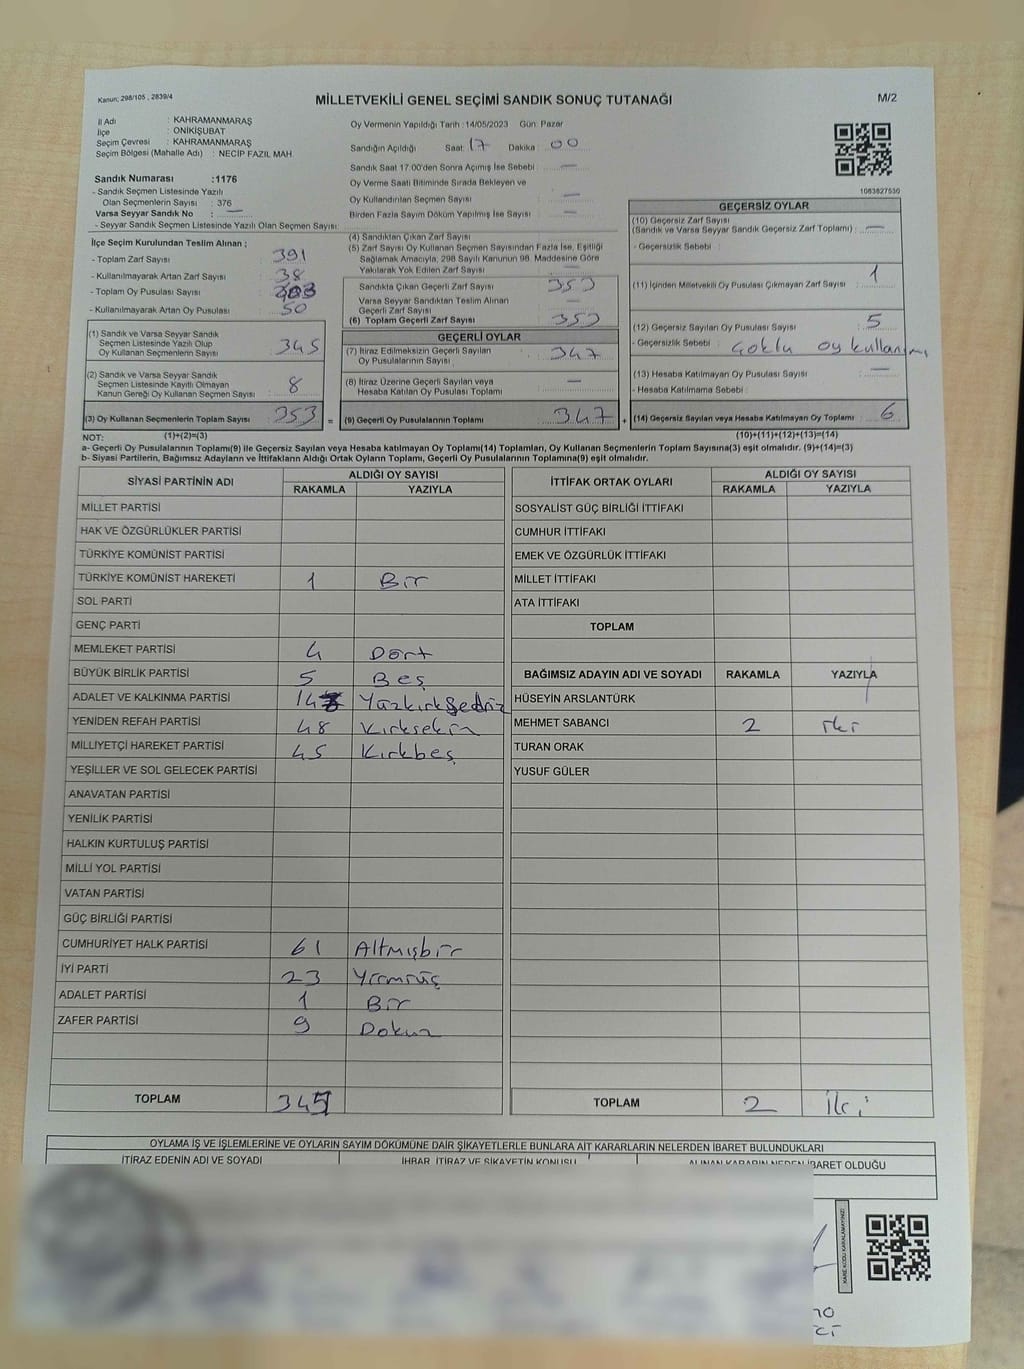 Kanun; 298/105 , 2839/4
MİLLETVEKİLİ GENEL SEÇİMİ SANDIK SONUÇ TUTANAĞI
M/2
İl Adı : KAHRAMANMARAŞ
İlçe : ONİKİŞUBAT
Seçim Çevresi : KAHRAMANMARAŞ
Seçim Bölgesi (Mahalle Adı) : NECİP FAZIL MAH.
Sandık Numarası :1176
- Sandık Seçmen Listesinde Yazılı
Olan Seçmenlerin Sayısı : 376
Varsa Seyyar Sandık No : —
- Seyyar Sandık Seçmen Listesinde Yazılı Olan Seçmen Sayısı:
Oy Vermenin Yapıldığı Tarih :14/05/2023 Gün: Pazar
Sandığın Açıldığı Saat: 17 Dakika : 00
Sandık Saat 17:00'den Sonra Açımış İse Sebebi : —
Oy Verme Saati Bitiminde Sırada Bekleyen ve
Oy Kullandırılan Seçmen Sayısı : —
Birden Fazla Sayım Döküm Yapılmış İse Sayısı : —
1083827530
İlçe Seçim Kurulundan Teslim Alınan ;
- Toplam Zarf Sayısı : 391
- Kullanılmayarak Artan Zarf Sayısı : 38
- Toplam Oy Pusulası Sayısı :
- Kullanılmayarak Artan Oy Pusulası : 50
(1) Sandık ve Varsa Seyyar Sandık
Seçmen Listesinde Yazılı Olup
Oy Kullanan Seçmenlerin Sayısı : 345
(2) Sandık ve Varsa Seyyar Sandık
Seçmen Listesinde Kayıtlı Olmayan
Kanun Gereği Oy Kullanan Seçmen Sayısı : 8
(3) Oy Kullanan Seçmenlerin Toplam Sayısı : 353 =
(4) Sandıktan Çıkan Zarf Sayısı
(5) Zarf Sayısı Oy Kullanan Seçmen Sayısından Fazla İse, Eşitliği
Sağlamak Amacıyla, 298 Sayılı Kanunun 98. Maddesine Göre
Yakılarak Yok Edilen Zarf Sayısı : —
Sandıkta Çıkan Geçerli Zarf Sayısı : 353
Varsa Seyyar Sandıktan Teslim Alınan
Geçerli Zarf Sayısı : —
(6) Toplam Geçerli Zarf Sayısı : 353
GEÇERLİ OYLAR
(7) İtiraz Edilmeksizin Geçerli Sayılan
Oy Pusulalarının Sayısı : 347
(8) İtiraz Üzerine Geçerli Sayılan veya
Hesaba Katılan Oy Pusulası Toplamı : —
(9) Geçerli Oy Pusulalarının Toplamı : 347 +
GEÇERSİZ OYLAR
(10) Geçersiz Zarf Sayısı
(Sandık ve Varsa Seyyar Sandık Geçersiz Zarf Toplamı) : —
- Geçersizlik Sebebi :
(11) İçinden Milletvekili Oy Pusulası Çıkmayan Zarf Sayısı : 1
(12) Geçersiz Sayılan Oy Pusulası Sayısı : 5
- Geçersizlik Sebebi : çoklu oy kullanımı
(13) Hesaba Katılmayan Oy Pusulası Sayısı : —
- Hesaba Katılmama Sebebi :
(14) Geçersiz Sayılan veya Hesaba Katılmayan Oy Toplamı : 6
NOT: (1)+(2)=(3)
(10)+(11)+(12)+(13)=(14)
a- Geçerli Oy Pusulalarının Toplamı(9) ile Geçersiz Sayılan veya Hesaba katılmayan Oy Toplamı(14) Toplamları, Oy Kullanan Seçmenlerin Toplam Sayısına(3) eşit olmalıdır. (9)+(14)=(3)
b- Siyasi Partilerin, Bağımsız Adayların ve İttifakların Aldığı Ortak Oyların Toplamı, Geçerli Oy Pusulalarının Toplamına(9) eşit olmalıdır.
SİYASİ PARTİNİN ADI
ALDIĞI OY SAYISI
RAKAMLA YAZIYLA
MİLLET PARTİSİ
HAK VE ÖZGÜRLÜKLER PARTİSİ
TÜRKİYE KOMÜNİST PARTİSİ
TÜRKİYE KOMÜNİST HAREKETİ 1 Bir
SOL PARTİ
GENÇ PARTİ
MEMLEKET PARTİSİ 4 Dört
BÜYÜK BİRLİK PARTİSİ 5 Beş
ADALET VE KALKINMA PARTİSİ 148 Yüzkırksekiz
YENİDEN REFAH PARTİSİ 48 Kırksekiz
MİLLİYETÇİ HAREKET PARTİSİ 45 Kırkbeş
YEŞİLLER VE SOL GELECEK PARTİSİ
ANAVATAN PARTİSİ
YENİLİK PARTİSİ
HALKIN KURTULUŞ PARTİSİ
MİLLİ YOL PARTİSİ
VATAN PARTİSİ
GÜÇ BİRLİĞİ PARTİSİ
CUMHURİYET HALK PARTİSİ 61 Altmışbir
İYİ PARTİ 23 Yirmiüç
ADALET PARTİSİ 1 Bir
ZAFER PARTİSİ 9 Dokuz
TOPLAM 345
İTTİFAK ORTAK OYLARI
ALDIĞI OY SAYISI
RAKAMLA YAZIYLA
SOSYALİST GÜÇ BİRLİĞİ İTTİFAKI
CUMHUR İTTİFAKI
EMEK VE ÖZGÜRLÜK İTTİFAKI
MİLLET İTTİFAKI
ATA İTTİFAKI
TOPLAM
BAĞIMSIZ ADAYIN ADI VE SOYADI RAKAMLA YAZIYLA
HÜSEYİN ARSLANTÜRK
MEHMET SABANCI 2 iki
TURAN ORAK
YUSUF GÜLER
TOPLAM 2 İki
OYLAMA İŞ VE İŞLEMLERİNE VE OYLARIN SAYIM DÖKÜMÜNE DAİR ŞİKAYETLERLE BUNLARA AİT KARARLARIN NELERDEN İBARET BULUNDUKLARI
İTİRAZ EDENİN ADI VE SOYADI
İHBAR, İTİRAZ VE ŞİKAYETİN KONUSU
ALINAN KARARIN NEDEN İBARET OLDUĞU
KARE KODU KARALAMAYINIZ!